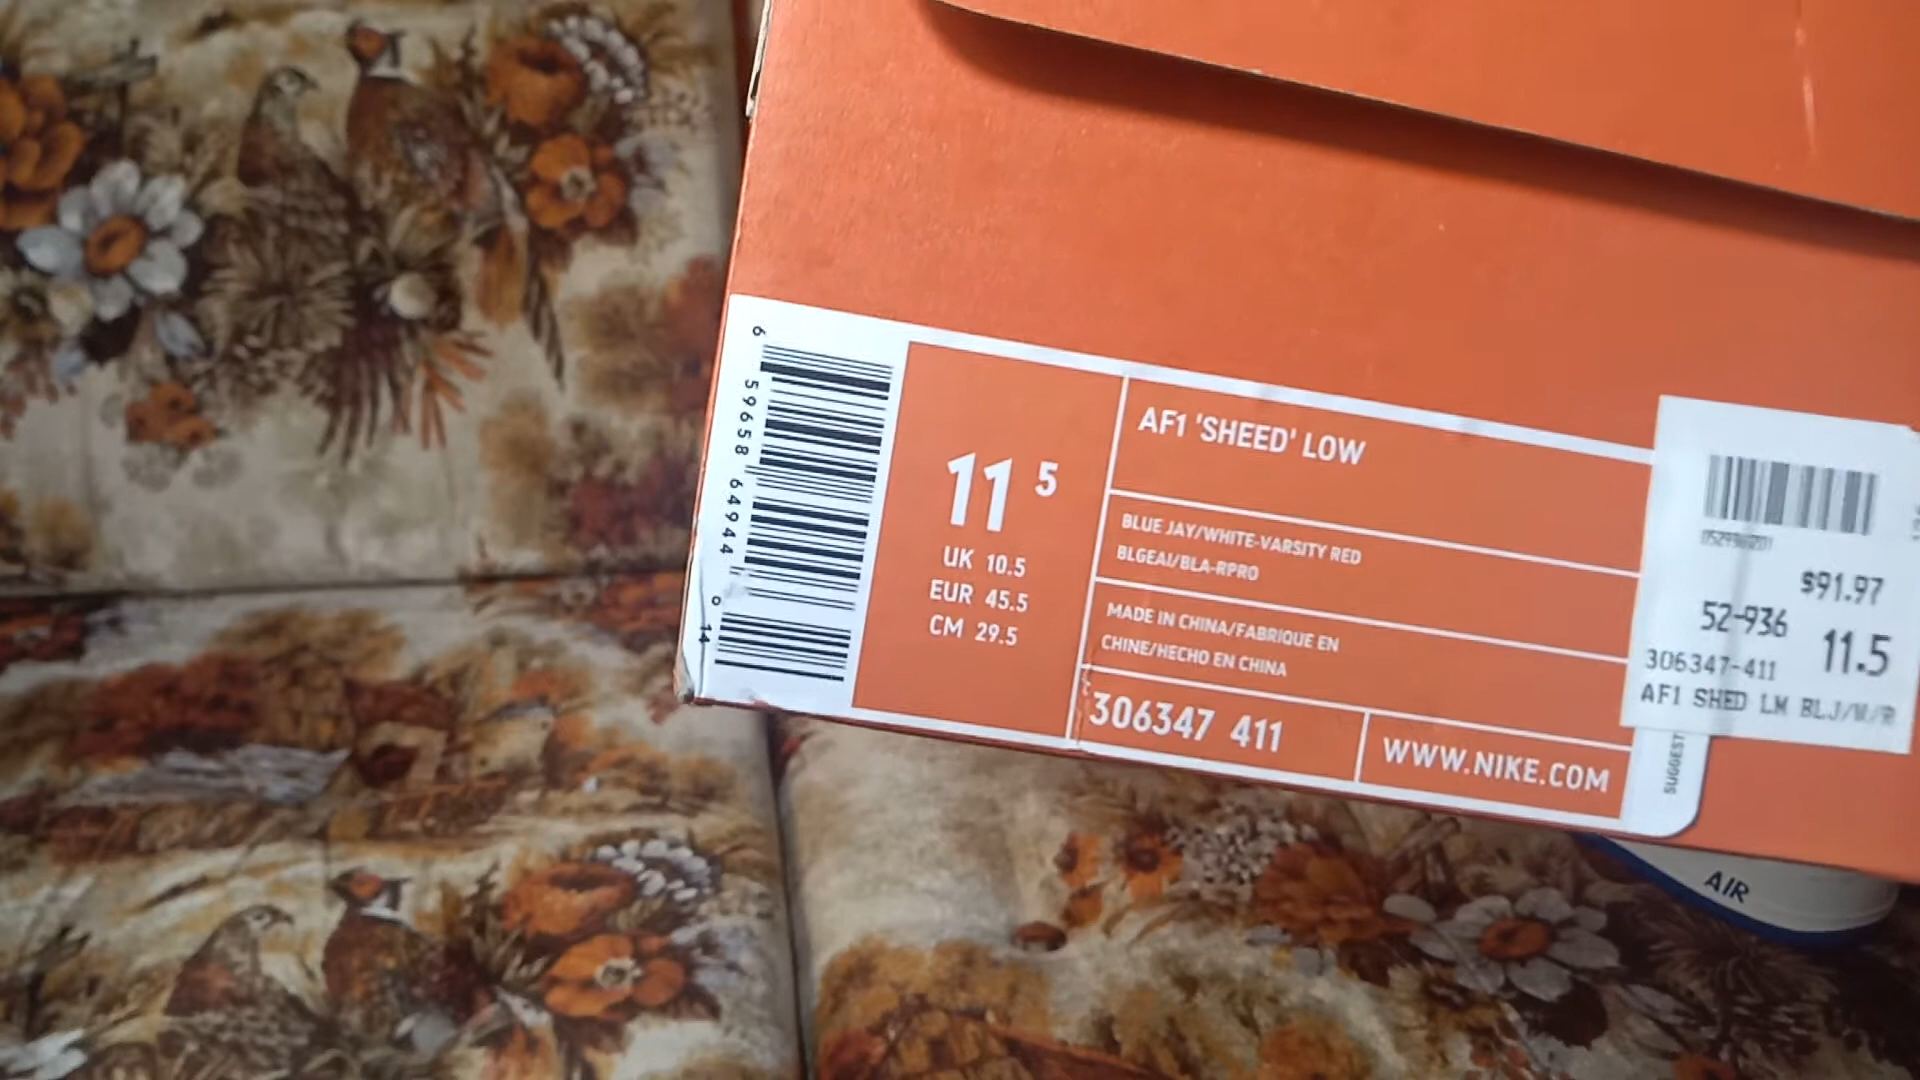 6 59658 64944 0 14
11 5
UK 10.5
EUR 45.5
CM 29.5
AF1 'SHEED' LOW
BLUE JAY/WHITE-VARSITY RED
BLGEAI/BLA-RPRO
MADE IN CHINA/FABRIQUE EN
CHINE/HECHO EN CHINA
306347 411
WWW.NIKE.COM
SUGGEST
$91.97
52-936
11.5
306347-411
AF1 SHED LM BLJ/W/R
AIR